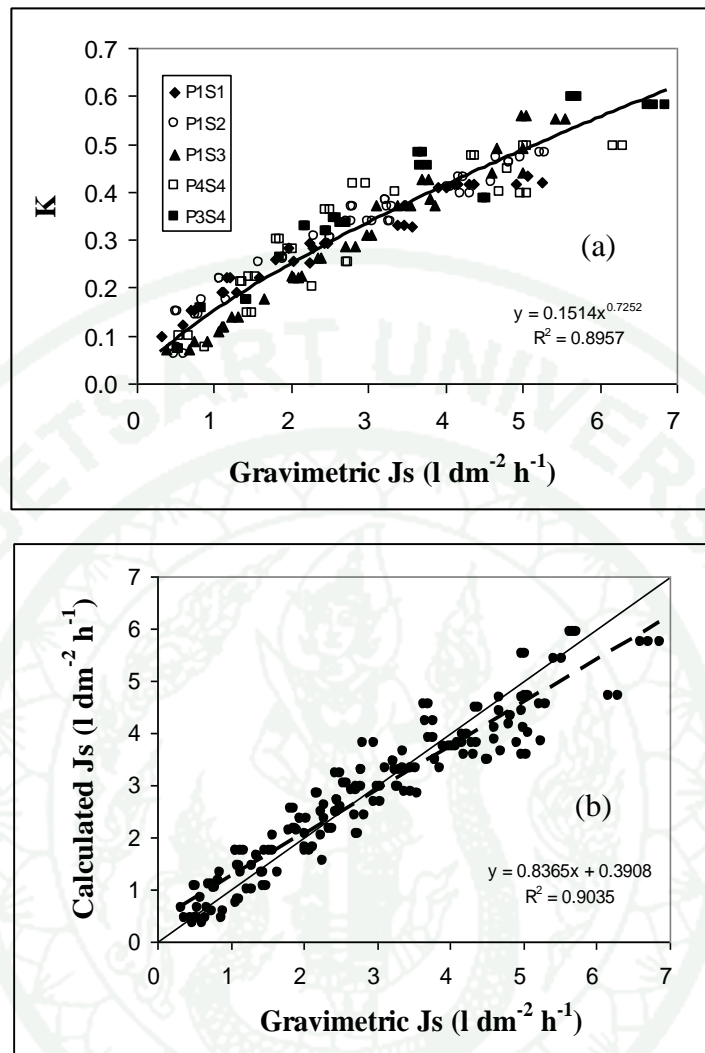 0.7
0.6
0.5
0.4
0.3
0.2
0.1
0.0
K
P1S1
P1S2
P1S3
P4S4
P3S4
(a)
y = 0.1514x^0.7252
R² = 0.8957
0 1 2 3 4 5 6 7
Gravimetric Js (l dm⁻² h⁻¹)
7
6
5
4
3
2
1
0
Calculated Js (l dm⁻² h⁻¹)
(b)
y = 0.8365x + 0.3908
R² = 0.9035
0 1 2 3 4 5 6 7
Gravimetric Js (l dm⁻² h⁻¹)
ETSART UNIVERS